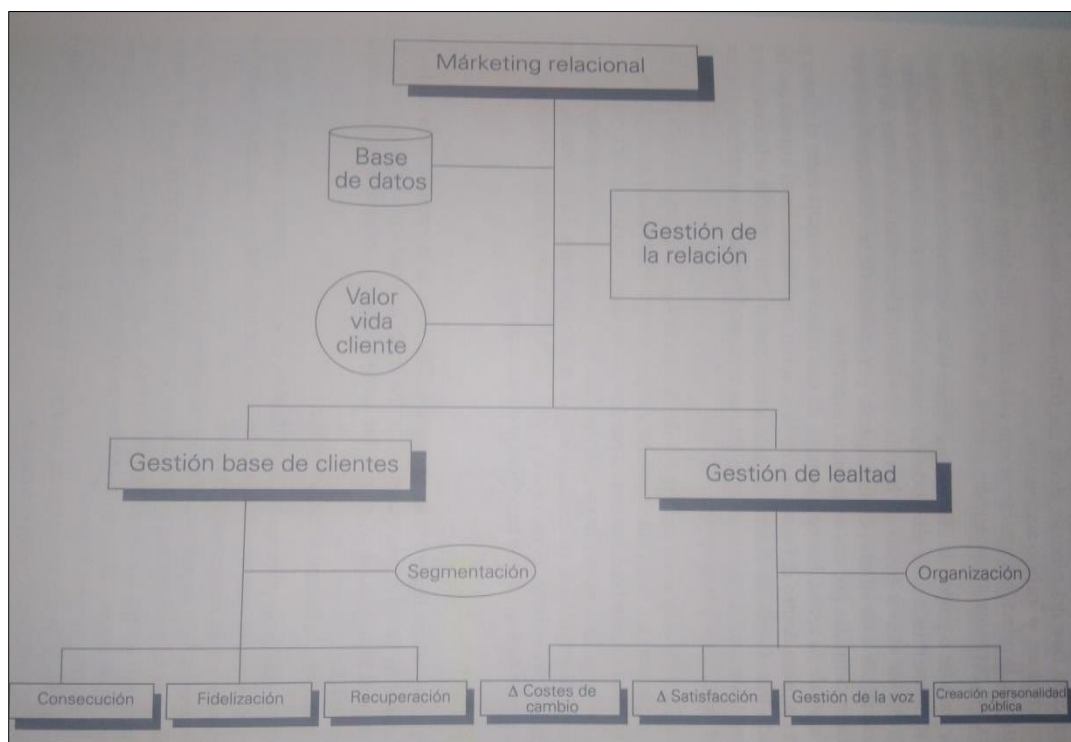 Márketing relacional
Base
de datos
Gestión de
la relación
Valor
vida
cliente
Gestión base de clientes
Gestión de lealtad
Segmentación
Organización
Consecución
Fidelización
Recuperación
Δ Costes de
cambio
Δ Satisfacción
Gestión de la voz
Creación personalidad
pública